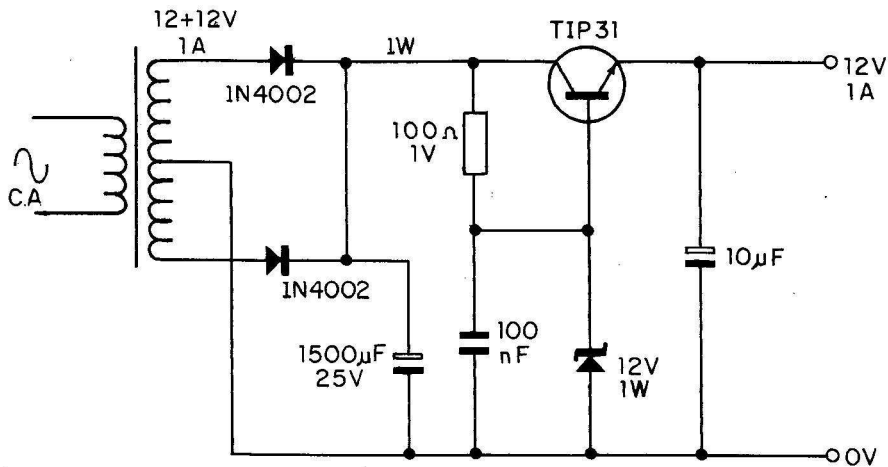 12+12V
1A
1N4002
1W
TIP31
12V
1A
100Ω
1V
C.A
1N4002
1500µF
25V
100
nF
12V
1W
10µF
0V